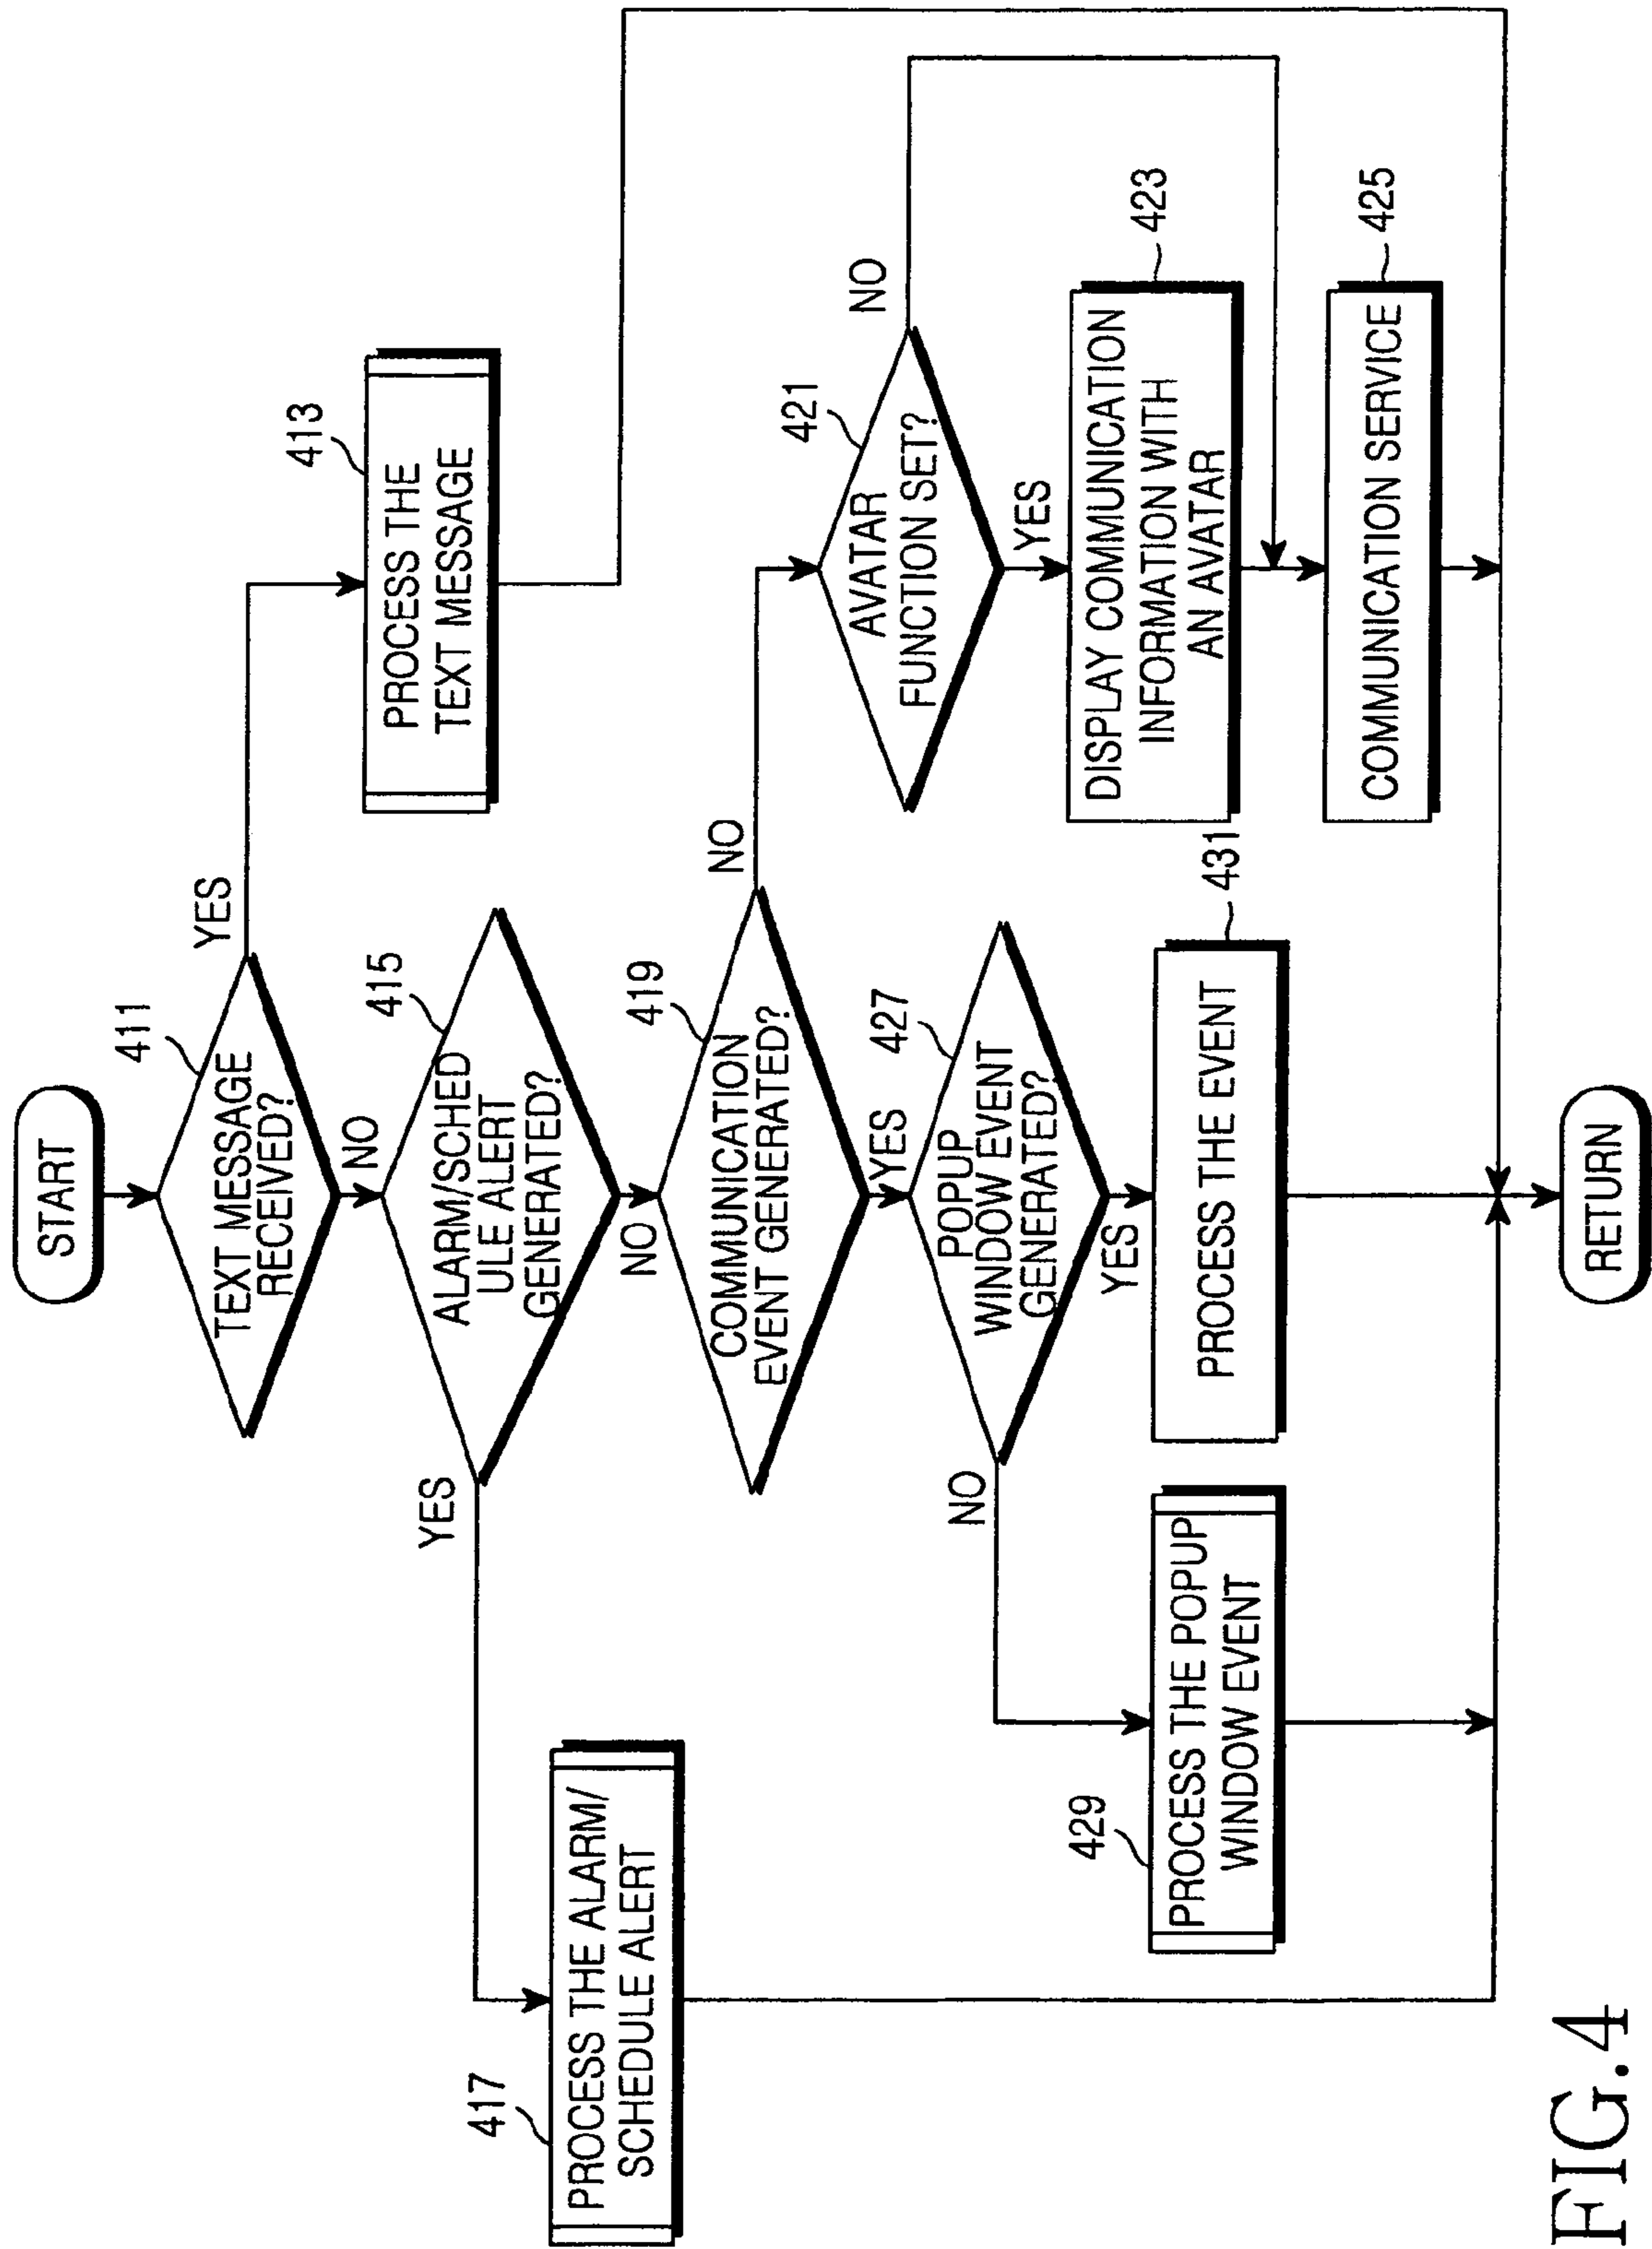 START
411
TEXT MESSAGE
RECEIVED?
YES
NO
413
PROCESS THE
TEXT MESSAGE
415
ALARM/SCHED
ULE ALERT
GENERATED?
YES
NO
417
PROCESS THE ALARM/
SCHEDULE ALERT
419
COMMUNICATION
EVENT GENERATED?
NO
YES
421
AVATAR
FUNCTION SET?
NO
YES
423
DISPLAY COMMUNICATION
INFORMATION WITH
AN AVATAR
425
COMMUNICATION SERVICE
427
POPUP
WINDOW EVENT
GENERATED?
NO
YES
429
PROCESS THE POPUP
WINDOW EVENT
431
PROCESS THE EVENT
RETURN
FIG.4